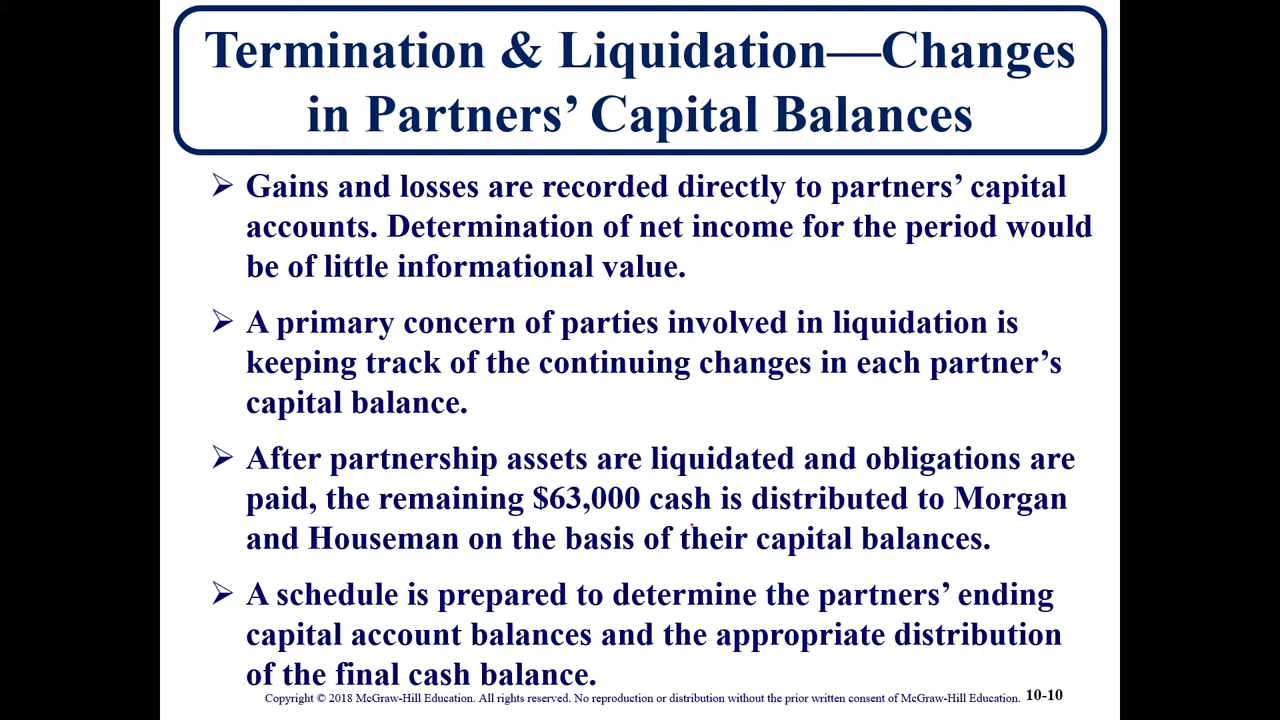 Termination & Liquidation—Changes
in Partners’ Capital Balances
➢ Gains and losses are recorded directly to partners’ capital
accounts. Determination of net income for the period would
be of little informational value.
➢ A primary concern of parties involved in liquidation is
keeping track of the continuing changes in each partner’s
capital balance.
➢ After partnership assets are liquidated and obligations are
paid, the remaining $63,000 cash is distributed to Morgan
and Houseman on the basis of their capital balances.
➢ A schedule is prepared to determine the partners’ ending
capital account balances and the appropriate distribution
of the final cash balance.
Copyright © 2018 McGraw-Hill Education. All rights reserved. No reproduction or distribution without the prior written consent of McGraw-Hill Education. 10-10